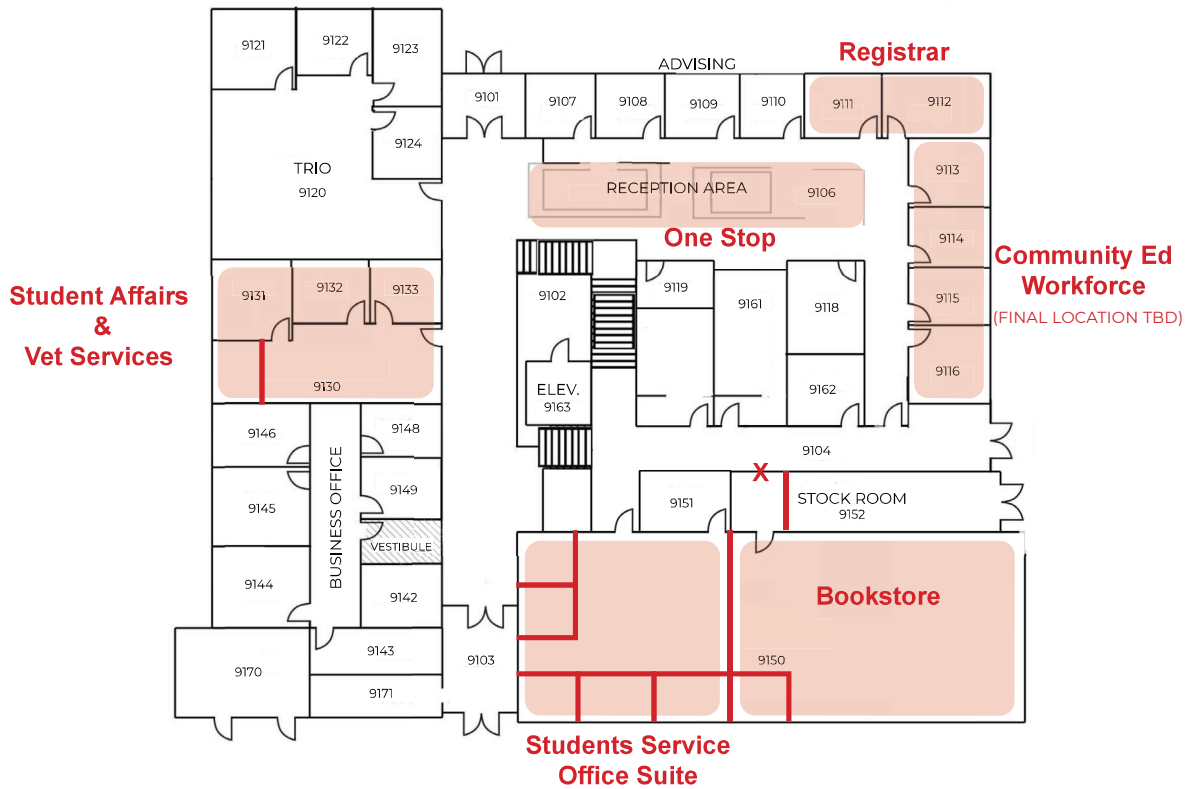 9121
9122
9123
ADVISING
Registrar
9101
9107
9108
9109
9110
9111
9112
9124
TRIO
9120
RECEPTION AREA
9106
One Stop
9113
9114
9115
9116
Community Ed
Workforce
(FINAL LOCATION TBD)
Student Affairs
&
Vet Services
9131
9132
9133
9130
9102
ELEV.
9163
9119
9161
9118
9162
9146
9145
9144
BUSINESS OFFICE
9148
9149
VESTIBULE
9142
9104
X
9151
STOCK ROOM
9152
Bookstore
9150
9143
9171
9170
9103
Students Service
Office Suite